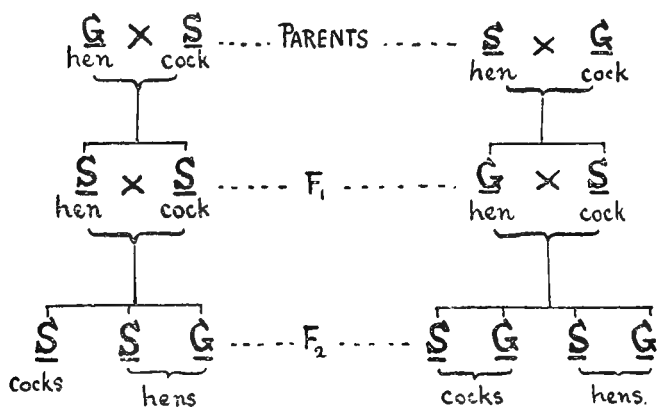 G × S ..... PARENTS ..... S × G
hen cock hen cock
S × S ..... F₁ ..... G × S
hen cock hen cock
S S G ..... F₂ ..... S G S G
cocks hens cocks hens.